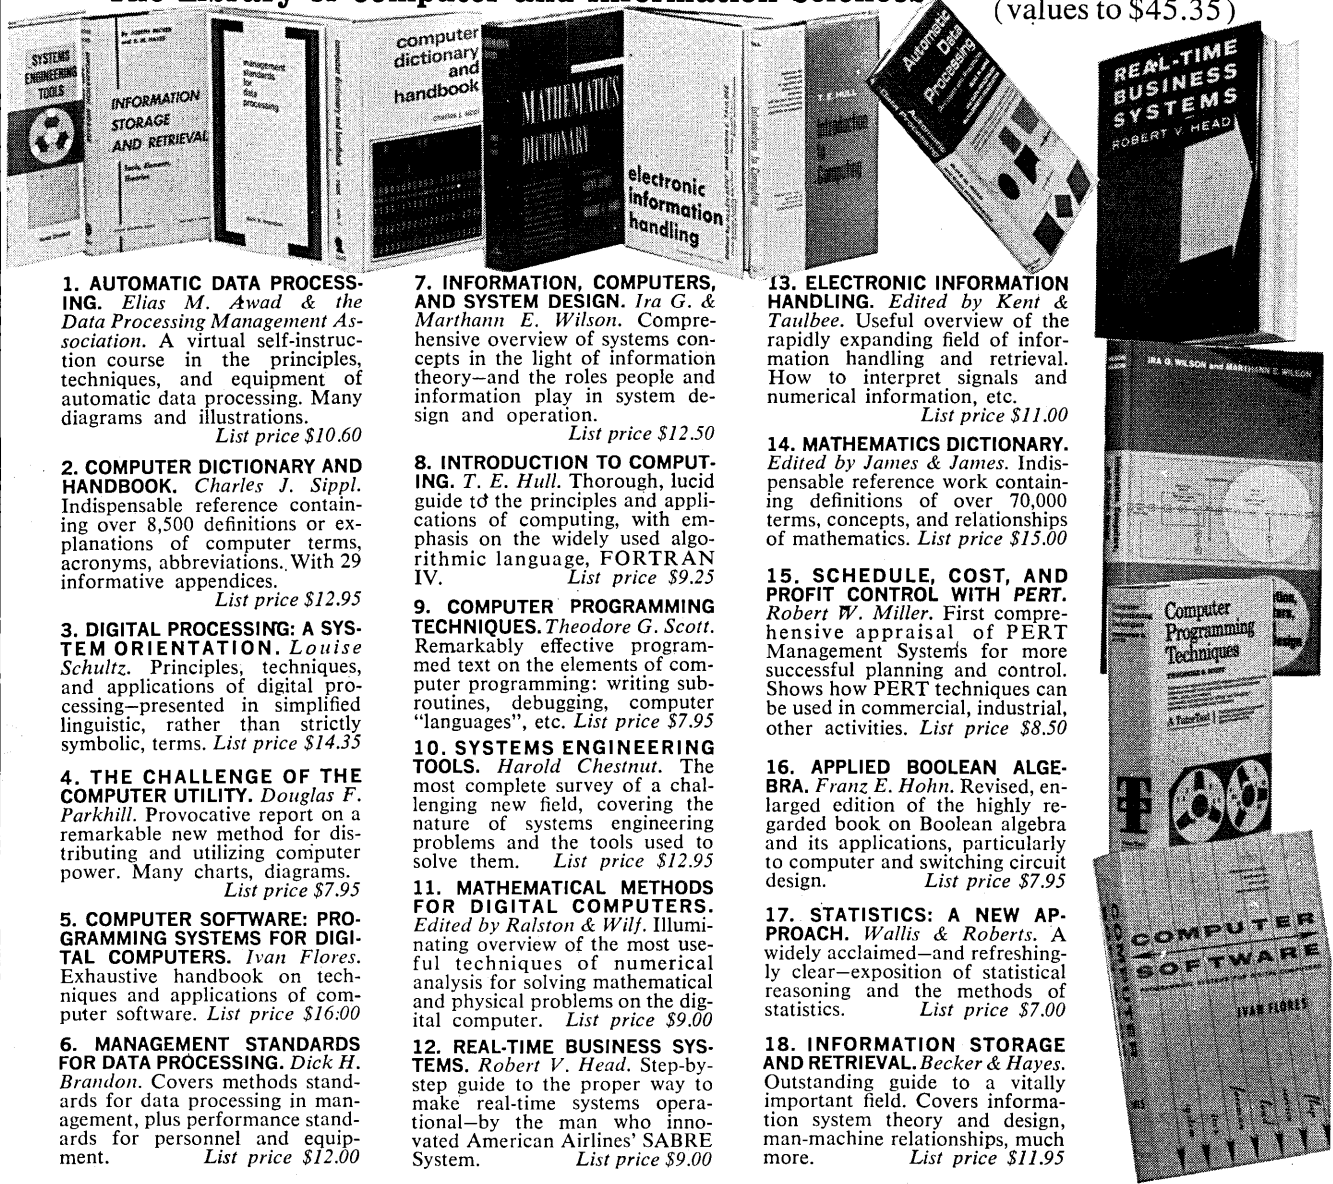 (values to $45.35)
SYSTEMS
ENGINEERING
TOOLS
INFORMATION
STORAGE
AND RETRIEVAL
management
standards
for
data
processing
computer
dictionary
and
handbook
charles j. sippl
MATHEMATICS
DICTIONARY
electronic
information
handling
T. E. HULL
Introduction
to
Computing
Automatic
Data
Processing
REAL-TIME
BUSINESS
SYSTEMS
ROBERT V. HEAD
IRA G. WILSON and MARTHANN E. WILSON
Computer
Programming
Techniques
THEODORE G. SCOTT
A TutorText
COMPUTER
SOFTWARE
IVAN FLORES
COMPUTER
1. AUTOMATIC DATA PROCESS-
ING. Elias M. Awad & the
Data Processing Management As-
sociation. A virtual self-instruc-
tion course in the principles,
techniques, and equipment of
automatic data processing. Many
diagrams and illustrations.
List price $10.60
2. COMPUTER DICTIONARY AND
HANDBOOK. Charles J. Sippl.
Indispensable reference contain-
ing over 8,500 definitions or ex-
planations of computer terms,
acronyms, abbreviations. With 29
informative appendices.
List price $12.95
3. DIGITAL PROCESSING: A SYS-
TEM ORIENTATION. Louise
Schultz. Principles, techniques,
and applications of digital pro-
cessing—presented in simplified
linguistic, rather than strictly
symbolic, terms. List price $14.35
4. THE CHALLENGE OF THE
COMPUTER UTILITY. Douglas F.
Parkhill. Provocative report on a
remarkable new method for dis-
tributing and utilizing computer
power. Many charts, diagrams.
List price $7.95
5. COMPUTER SOFTWARE: PRO-
GRAMMING SYSTEMS FOR DIGI-
TAL COMPUTERS. Ivan Flores.
Exhaustive handbook on tech-
niques and applications of com-
puter software. List price $16:00
6. MANAGEMENT STANDARDS
FOR DATA PROCESSING. Dick H.
Brandon. Covers methods stand-
ards for data processing in man-
agement, plus performance stand-
ards for personnel and equip-
ment. List price $12.00
7. INFORMATION, COMPUTERS,
AND SYSTEM DESIGN. Ira G. &
Marthann E. Wilson. Compre-
hensive overview of systems con-
cepts in the light of information
theory—and the roles people and
information play in system de-
sign and operation.
List price $12.50
8. INTRODUCTION TO COMPUT-
ING. T. E. Hull. Thorough, lucid
guide to the principles and appli-
cations of computing, with em-
phasis on the widely used algo-
rithmic language, FORTRAN
IV. List price $9.25
9. COMPUTER PROGRAMMING
TECHNIQUES. Theodore G. Scott.
Remarkably effective program-
med text on the elements of com-
puter programming: writing sub-
routines, debugging, computer
"languages", etc. List price $7.95
10. SYSTEMS ENGINEERING
TOOLS. Harold Chestnut. The
most complete survey of a chal-
lenging new field, covering the
nature of systems engineering
problems and the tools used to
solve them. List price $12.95
11. MATHEMATICAL METHODS
FOR DIGITAL COMPUTERS.
Edited by Ralston & Wilf. Illumi-
nating overview of the most use-
ful techniques of numerical
analysis for solving mathematical
and physical problems on the dig-
ital computer. List price $9.00
12. REAL-TIME BUSINESS SYS-
TEMS. Robert V. Head. Step-by-
step guide to the proper way to
make real-time systems opera-
tional—by the man who inno-
vated American Airlines' SABRE
System. List price $9.00
13. ELECTRONIC INFORMATION
HANDLING. Edited by Kent &
Taulbee. Useful overview of the
rapidly expanding field of infor-
mation handling and retrieval.
How to interpret signals and
numerical information, etc.
List price $11.00
14. MATHEMATICS DICTIONARY.
Edited by James & James. Indis-
pensable reference work contain-
ing definitions of over 70,000
terms, concepts, and relationships
of mathematics. List price $15.00
15. SCHEDULE, COST, AND
PROFIT CONTROL WITH PERT.
Robert W. Miller. First compre-
hensive appraisal of PERT
Management Systems for more
successful planning and control.
Shows how PERT techniques can
be used in commercial, industrial,
other activities. List price $8.50
16. APPLIED BOOLEAN ALGE-
BRA. Franz E. Hohn. Revised, en-
larged edition of the highly re-
garded book on Boolean algebra
and its applications, particularly
to computer and switching circuit
design. List price $7.95
17. STATISTICS: A NEW AP-
PROACH. Wallis & Roberts. A
widely acclaimed—and refreshing-
ly clear—exposition of statistical
reasoning and the methods of
statistics. List price $7.00
18. INFORMATION STORAGE
AND RETRIEVAL. Becker & Hayes.
Outstanding guide to a vitally
important field. Covers informa-
tion system theory and design,
man-machine relationships, much
more. List price $11.95